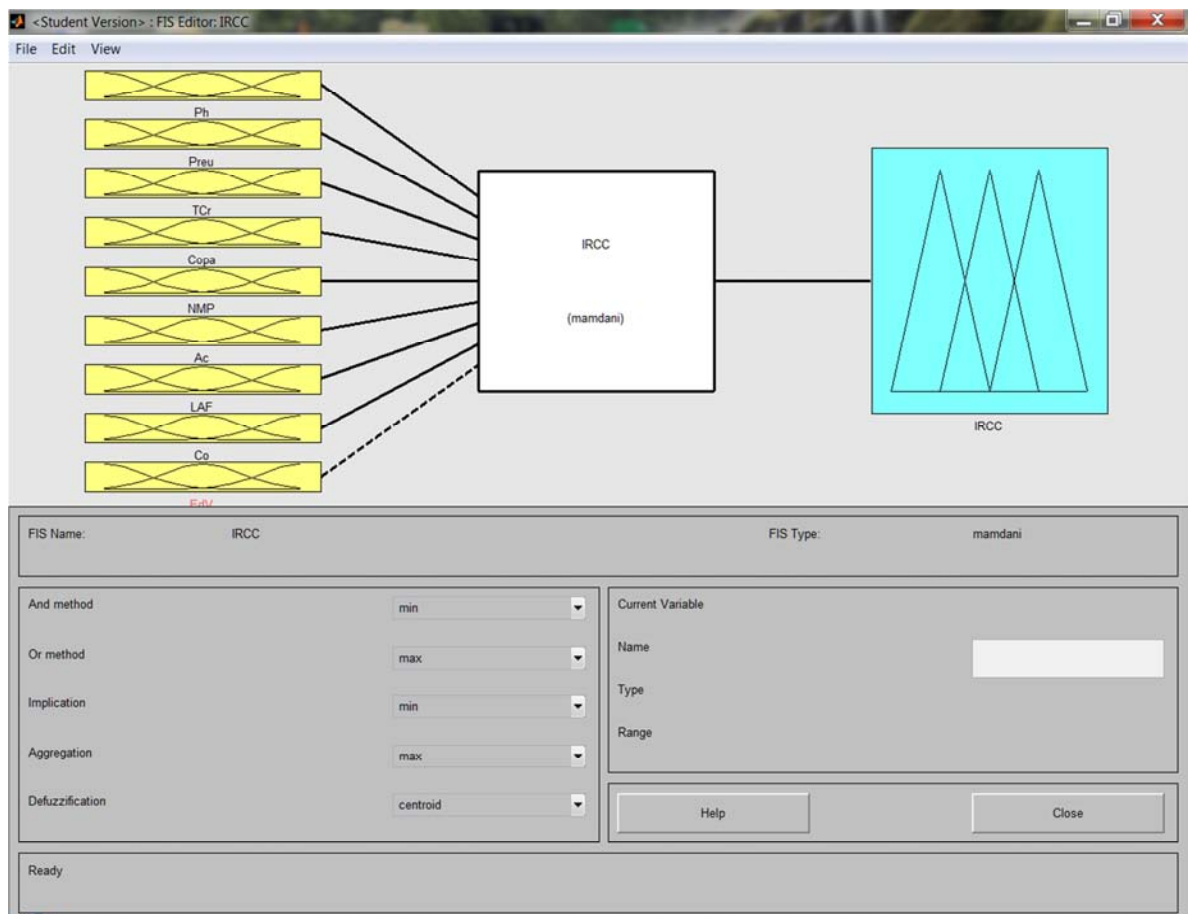 <Student Version> : FIS Editor: IRCC
File Edit View
Ph
Preu
TCr
Copa
NMP
Ac
LAF
Co
EdV
IRCC
(mamdani)
IRCC
FIS Name: IRCC FIS Type: mamdani
And method min
Or method max
Implication min
Aggregation max
Defuzzification centroid
Current Variable
Name
Type
Range
Help Close
Ready